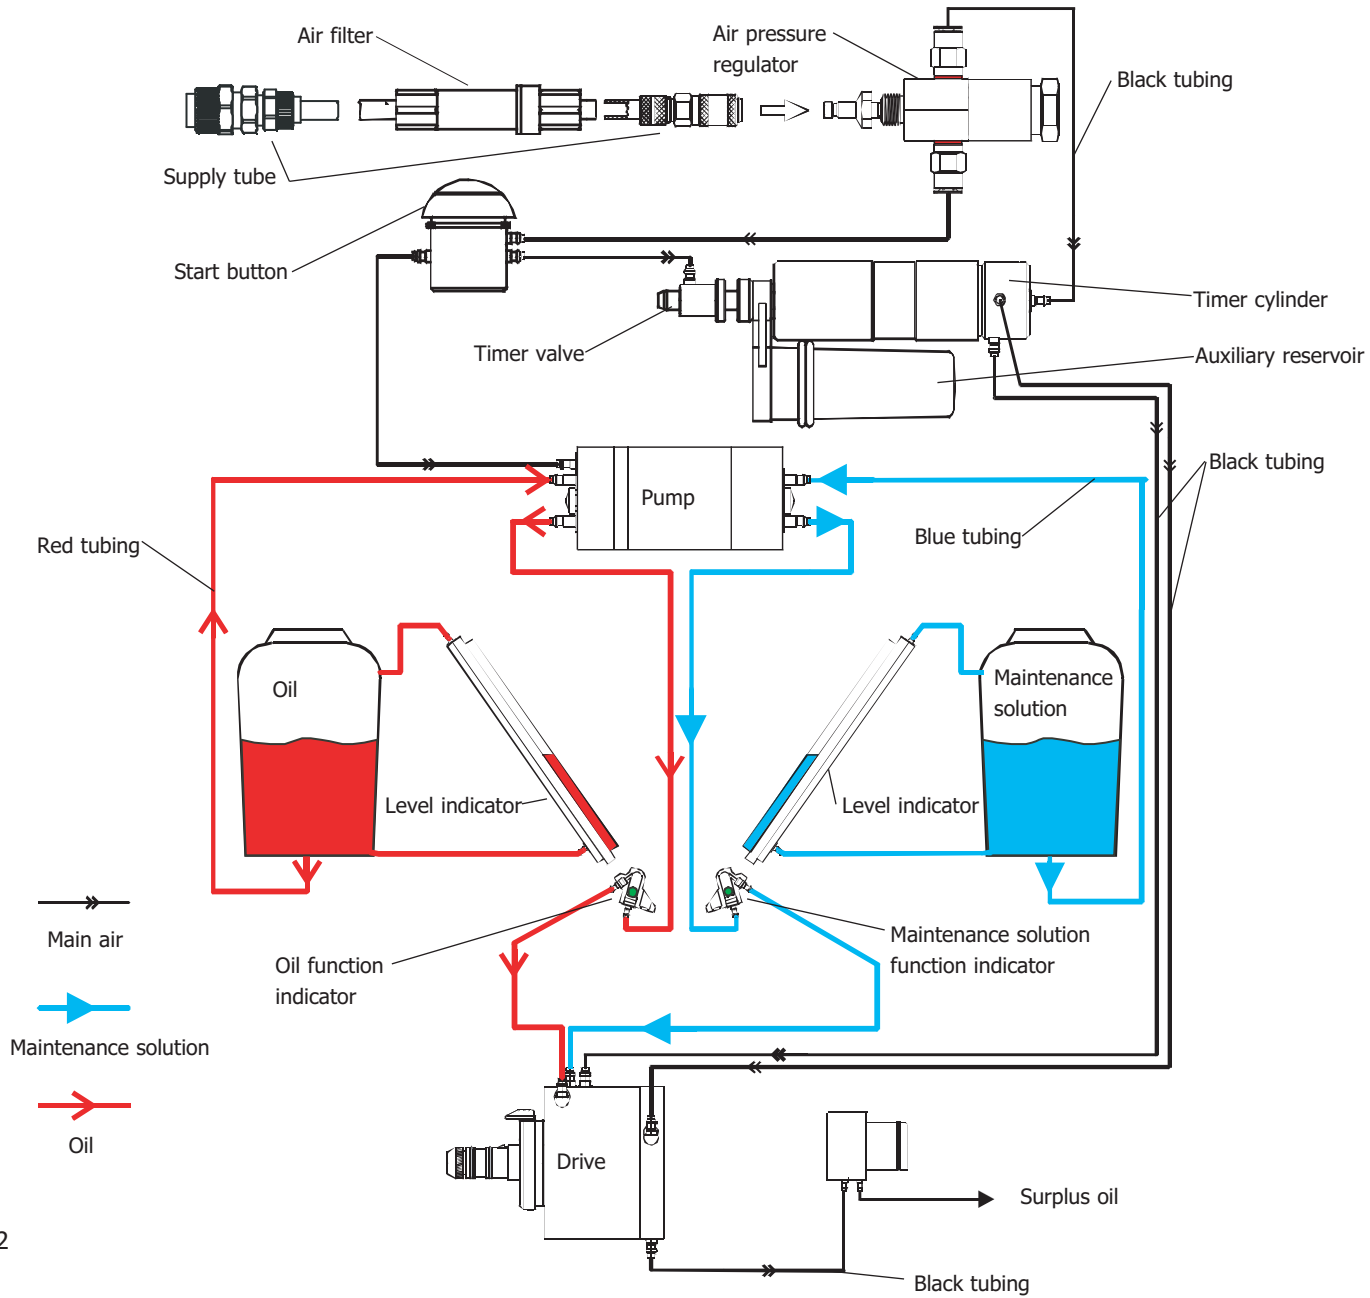 Air filter
Air pressure
regulator
Black tubing
Supply tube
Start button
Timer cylinder
Timer valve
Auxiliary reservoir
Black tubing
Pump
Blue tubing
Red tubing
Oil
Maintenance
solution
Level indicator
Level indicator
Main air
Oil function
indicator
Maintenance solution
function indicator
Maintenance solution
Oil
Drive
Surplus oil
2
Black tubing